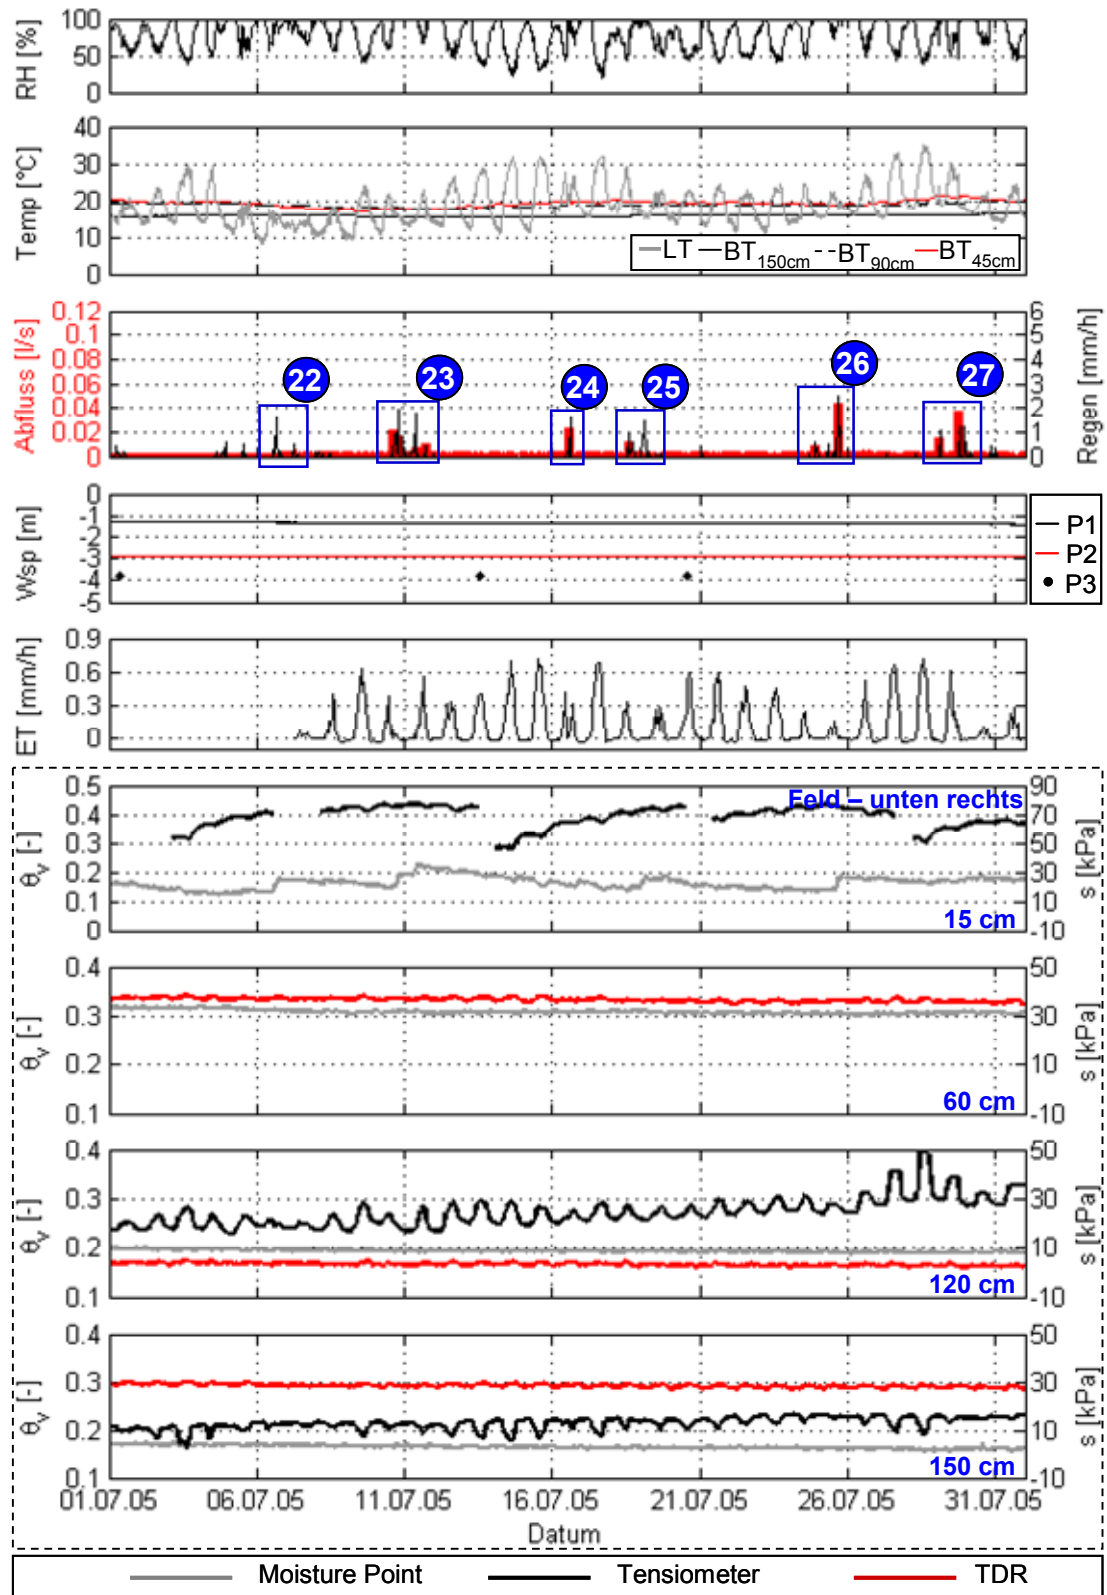 RH [%]
100
50
0
Temp [°C]
40
30
20
10
0
LT BT150cm BT90cm BT45cm
Abfluss [l/s]
0.12
0.1
0.08
0.06
0.04
0.02
0
22
23
24
25
26
27
6
5
4
3
2
1
0
Regen [mm/h]
Wsp [m]
0
-1
-2
-3
-4
-5
P1
P2
P3
ET [mm/h]
0.9
0.6
0.3
0
θv [-]
0.5
0.4
0.3
0.2
0.1
0
Feld – unten rechts
15 cm
90
70
50
30
10
-10
s [kPa]
θv [-]
0.4
0.3
0.2
0.1
60 cm
50
30
10
-10
s [kPa]
θv [-]
0.4
0.3
0.2
0.1
120 cm
50
30
10
-10
s [kPa]
θv [-]
0.4
0.3
0.2
0.1
150 cm
50
30
10
-10
s [kPa]
01.07.05 06.07.05 11.07.05 16.07.05 21.07.05 26.07.05 31.07.05
Datum
Moisture Point Tensiometer TDR